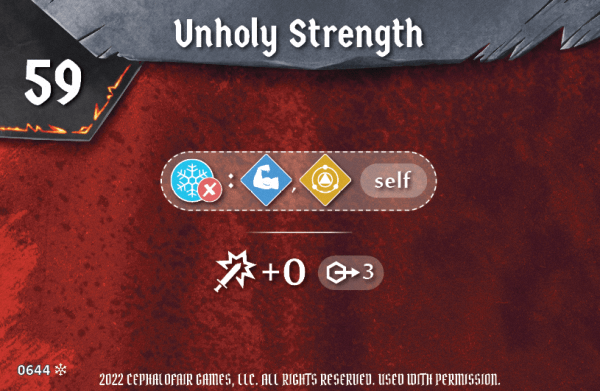 Unholy Strength
59
: , self
+0 3
0644
2022 CEPHALOFAIR GAMES, LLC. ALL RIGHTS RESERVED. USED WITH PERMISSION.